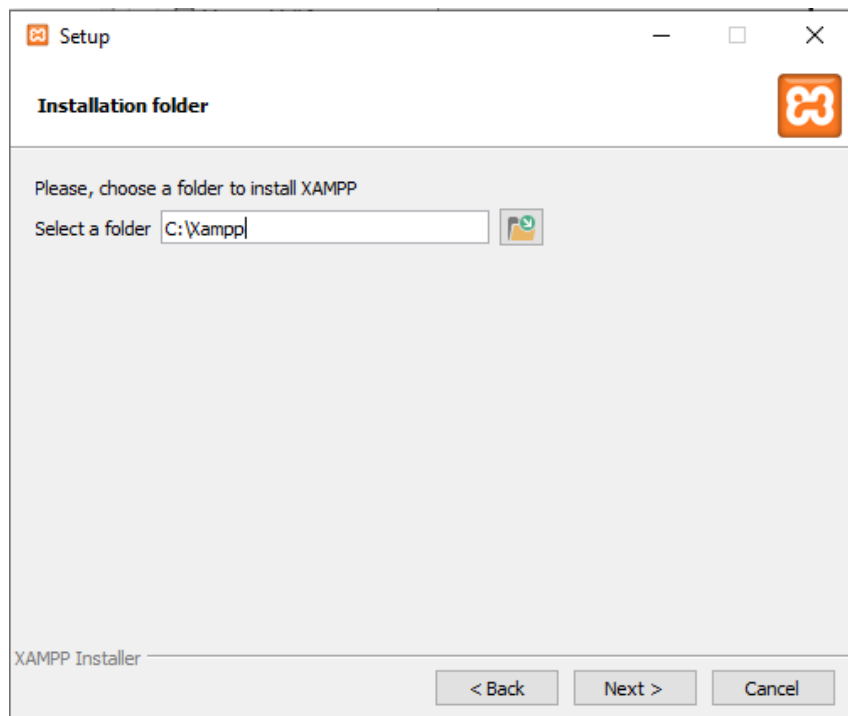 Setup
Installation folder
Please, choose a folder to install XAMPP
Select a folder C:\Xampp
XAMPP Installer
< Back Next > Cancel